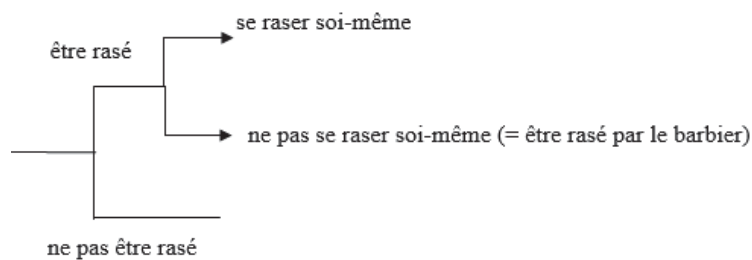 se raser soi-même
être rasé
ne pas se raser soi-même (= être rasé par le barbier)
ne pas être rasé